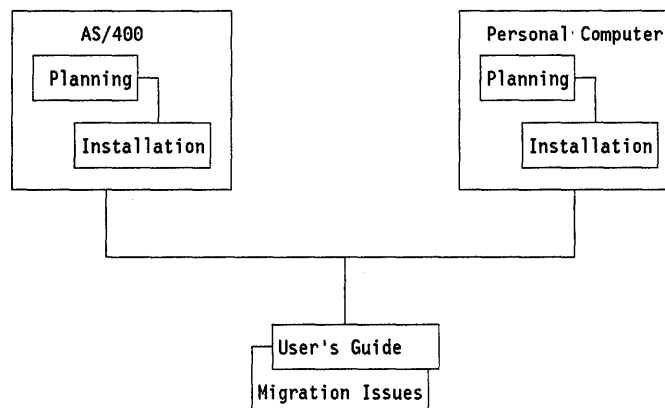 AS/400
Personal Computer
Planning
Planning
Installation
Installation
User's Guide
Migration Issues